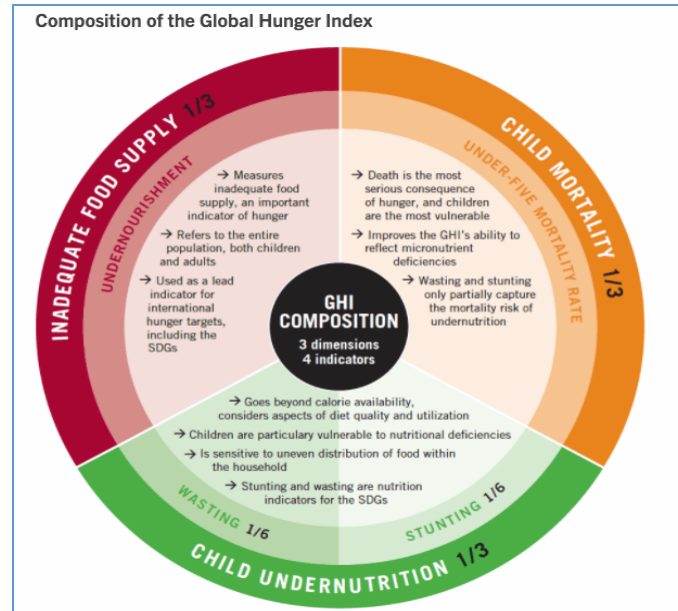 Composition of the Global Hunger Index
INADEQUATE FOOD SUPPLY 1/3
UNDERNOURISHMENT
→ Measures
inadequate food
supply, an important
indicator of hunger
→ Refers to the entire
population, both children
and adults
→ Used as a lead
indicator for
international
hunger targets,
including the
SDGs
CHILD MORTALITY 1/3
UNDER-FIVE MORTALITY RATE
→ Death is the most
serious consequence
of hunger, and children
are the most vulnerable
→ Improves the GHI's ability to
reflect micronutrient
deficiencies
→ Wasting and stunting
only partially capture
the mortality risk of
undernutrition
GHI
COMPOSITION
3 dimensions
4 indicators
→ Goes beyond calorie availability,
considers aspects of diet quality and utilization
→ Children are particulary vulnerable to nutritional deficiencies
→ Is sensitive to uneven distribution of food within
the household
→ Stunting and wasting are nutrition
indicators for the SDGs
WASTING 1/6
STUNTING 1/6
CHILD UNDERNUTRITION 1/3